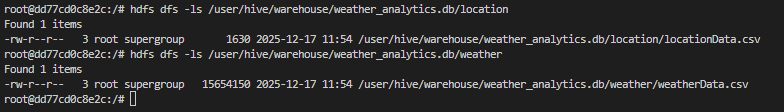 root@dd77cd0c8e2c:/# hdfs dfs -ls /user/hive/warehouse/weather_analytics.db/location
Found 1 items
-rw-r--r--   3 root supergroup       1630 2025-12-17 11:54 /user/hive/warehouse/weather_analytics.db/location/locationData.csv
root@dd77cd0c8e2c:/# hdfs dfs -ls /user/hive/warehouse/weather_analytics.db/weather
Found 1 items
-rw-r--r--   3 root supergroup   15654150 2025-12-17 11:54 /user/hive/warehouse/weather_analytics.db/weather/weatherData.csv
root@dd77cd0c8e2c:/#